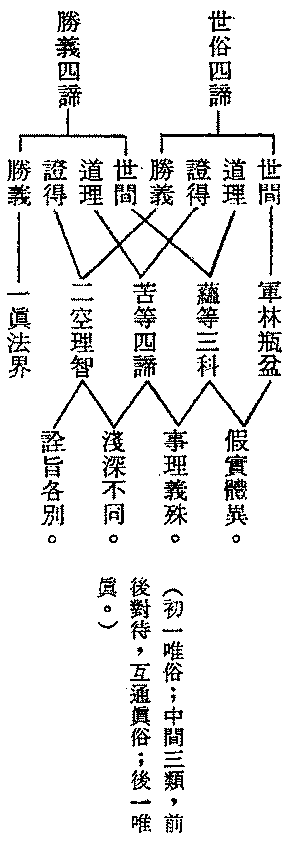 世俗四諦
勝義四諦
世間
道理
證得
勝義
世間
道理
證得
勝義
軍林瓶盆
蘊等三科
苦等四諦
二空理智
一眞法界
假實體異。
事理義殊。
淺深不同。
詮旨各別。
（初一唯俗；中間三類，前
後對待，互通眞俗；後一唯
眞。）